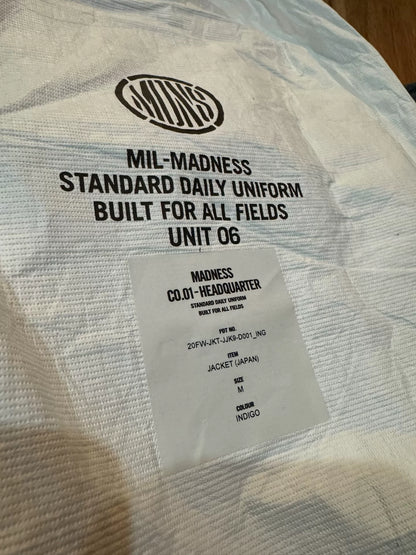 MDNS
MIL-MADNESS
STANDARD DAILY UNIFORM
BUILT FOR ALL FIELDS
UNIT 06
MADNESS
CO.01-HEADQUARTER
STANDARD DAILY UNIFORM
BUILT FOR ALL FIELDS
PDT NO.
20FW-JKT-JJK9-D001_ING
ITEM
JACKET (JAPAN)
SIZE
M
COLOUR
INDIGO